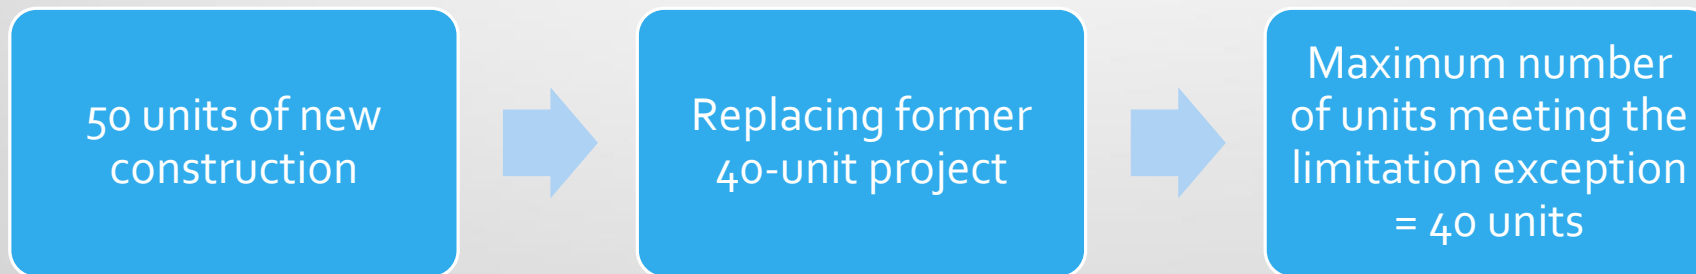 50 units of new
construction
Replacing former
40-unit project
Maximum number
of units meeting the
limitation exception
= 40 units